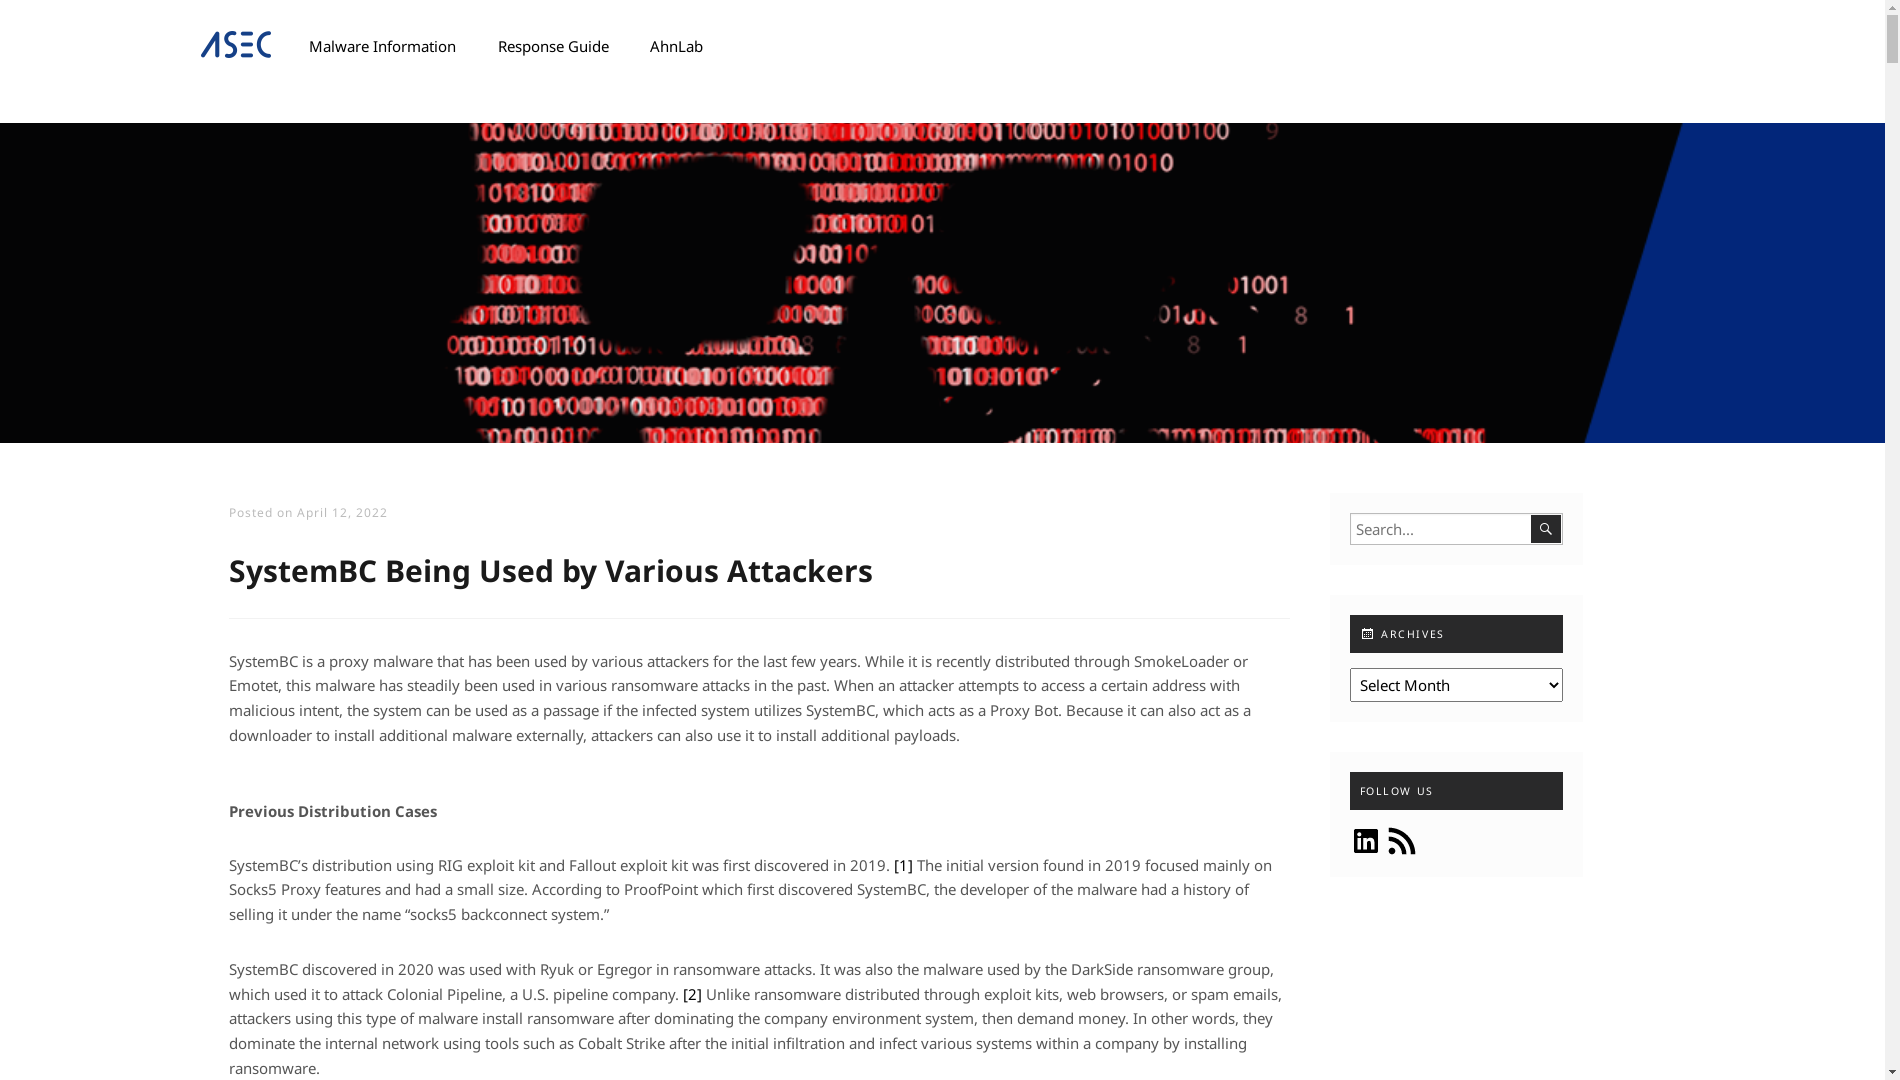 ASEC
Malware Information
Response Guide
AhnLab
Posted on April 12, 2022
SystemBC Being Used by Various Attackers
SystemBC is a proxy malware that has been used by various attackers for the last few years. While it is recently distributed through SmokeLoader or
Emotet, this malware has steadily been used in various ransomware attacks in the past. When an attacker attempts to access a certain address with
malicious intent, the system can be used as a passage if the infected system utilizes SystemBC, which acts as a Proxy Bot. Because it can also act as a
downloader to install additional malware externally, attackers can also use it to install additional payloads.
Previous Distribution Cases
SystemBC’s distribution using RIG exploit kit and Fallout exploit kit was first discovered in 2019. [1] The initial version found in 2019 focused mainly on
Socks5 Proxy features and had a small size. According to ProofPoint which first discovered SystemBC, the developer of the malware had a history of
selling it under the name “socks5 backconnect system.”
SystemBC discovered in 2020 was used with Ryuk or Egregor in ransomware attacks. It was also the malware used by the DarkSide ransomware group,
which used it to attack Colonial Pipeline, a U.S. pipeline company. [2] Unlike ransomware distributed through exploit kits, web browsers, or spam emails,
attackers using this type of malware install ransomware after dominating the company environment system, then demand money. In other words, they
dominate the internal network using tools such as Cobalt Strike after the initial infiltration and infect various systems within a company by installing
ransomware.
Search...
ARCHIVES
Select Month
FOLLOW US